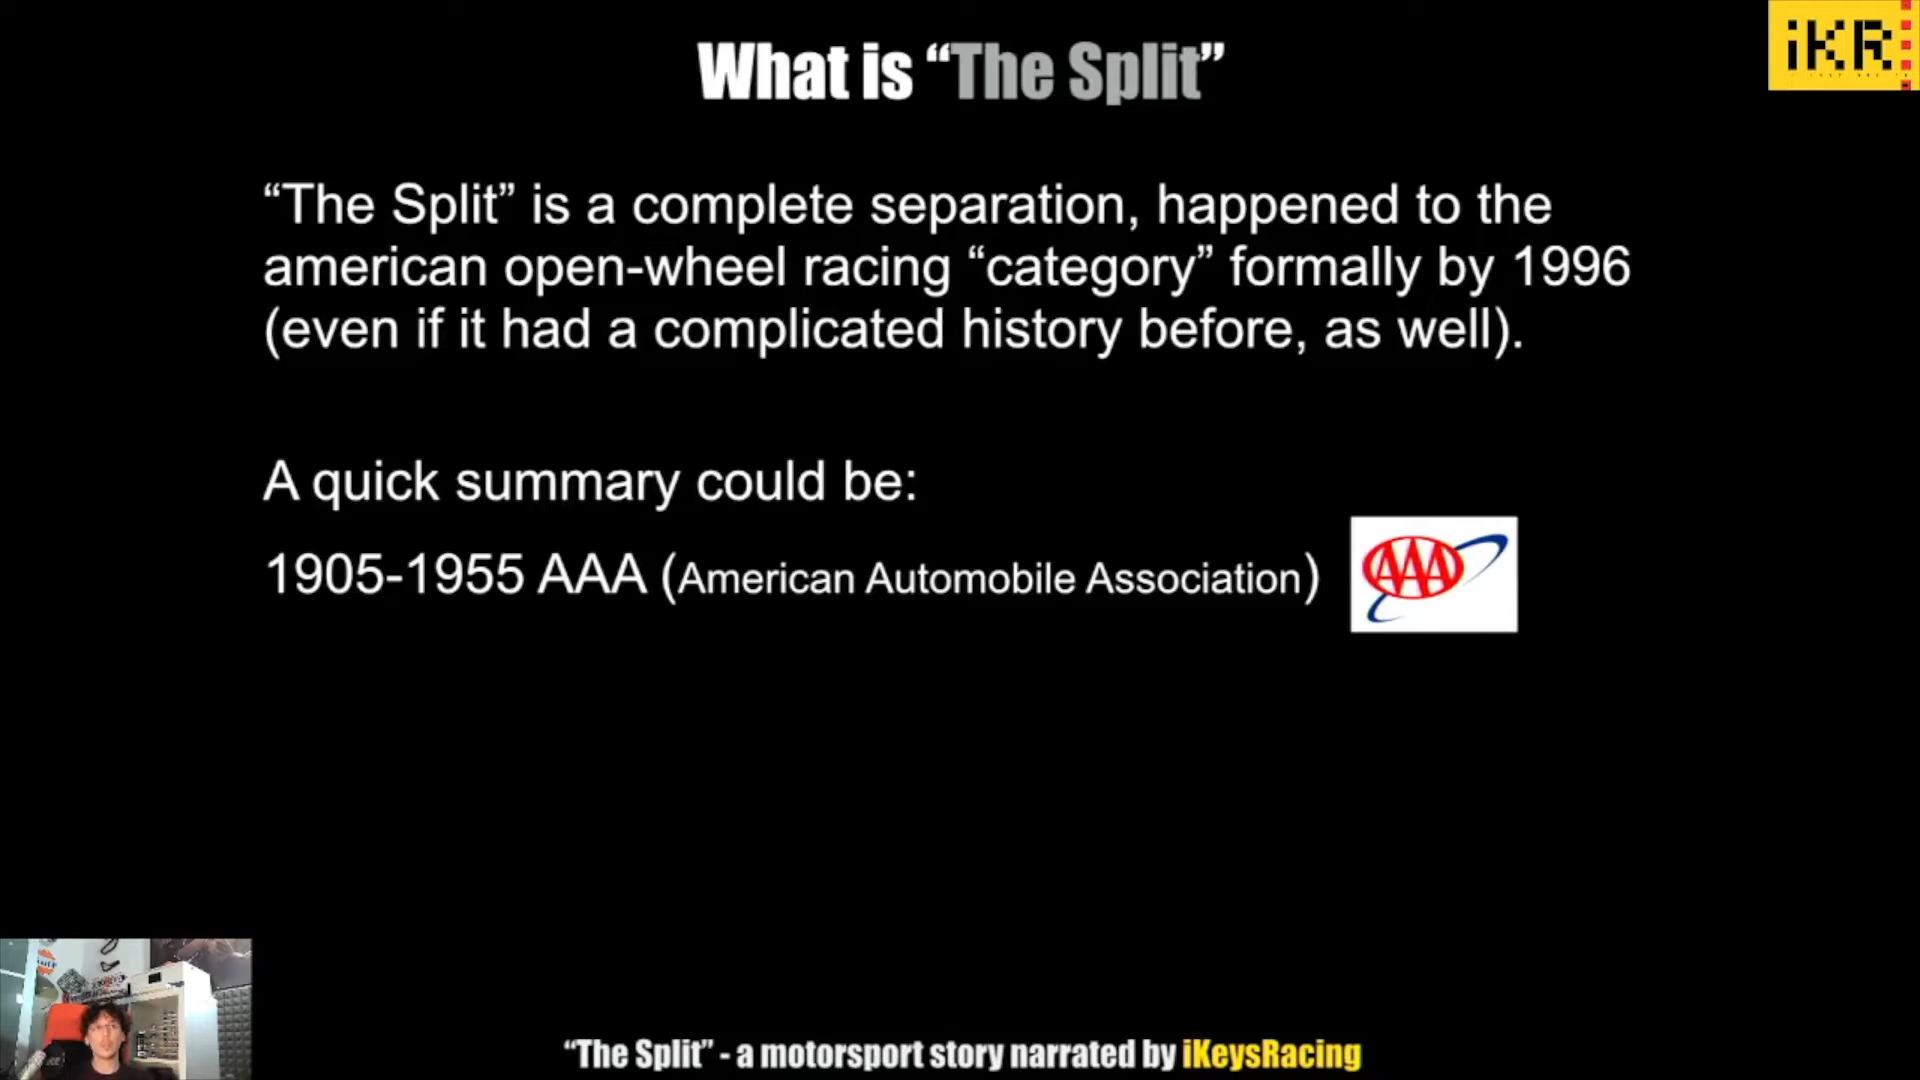 What is “The Split”
iKR
“The Split” is a complete separation, happened to the
american open-wheel racing “category” formally by 1996
(even if it had a complicated history before, as well).
A quick summary could be:
1905-1955 AAA (American Automobile Association)
AAA
“The Split” - a motorsport story narrated by iKeysRacing